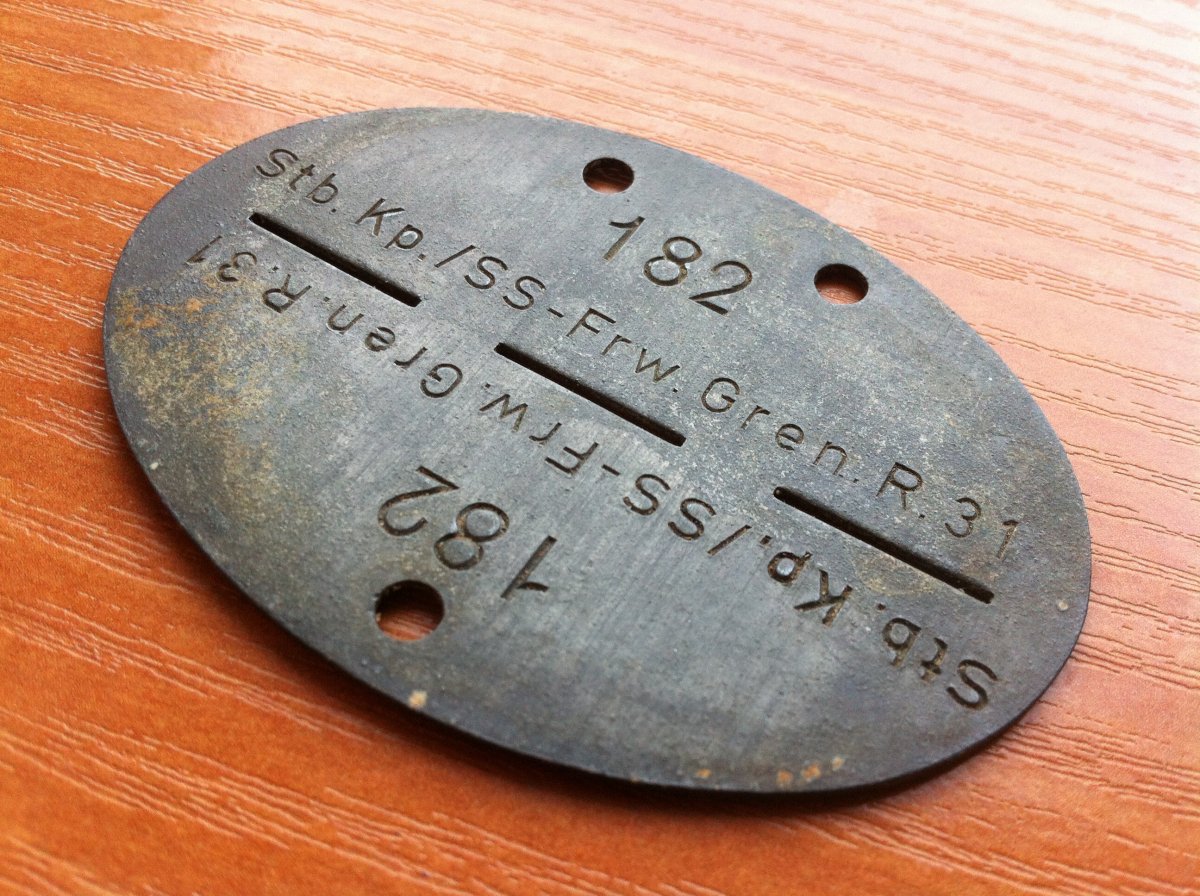 182
Stb. Kp./SS-Frw. Gren. R. 31
Stb. Kp./SS-Frw. Gren. R. 31
182